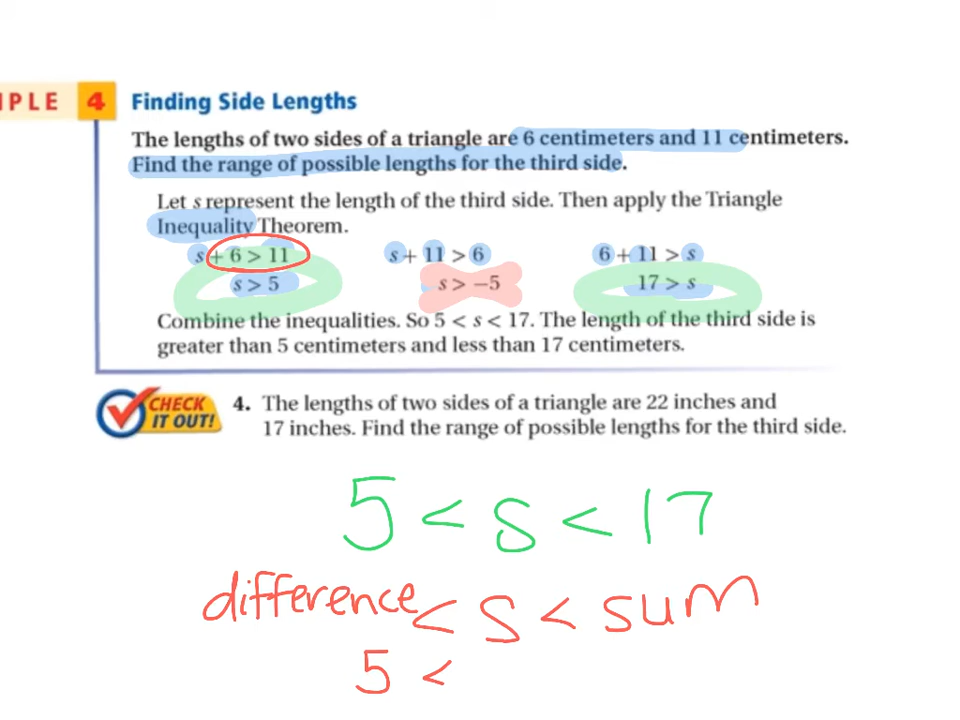 IPLE 4 Finding Side Lengths
The lengths of two sides of a triangle are 6 centimeters and 11 centimeters.
Find the range of possible lengths for the third side.
Let s represent the length of the third side. Then apply the Triangle
Inequality Theorem.
s + 6 > 11 s + 11 > 6 6 + 11 > s
s > 5 s > −5 17 > s
Combine the inequalities. So 5 < s < 17. The length of the third side is
greater than 5 centimeters and less than 17 centimeters.
CHECK
IT OUT!
4. The lengths of two sides of a triangle are 22 inches and
17 inches. Find the range of possible lengths for the third side.
5 < s < 17
difference < s < sum
5 <